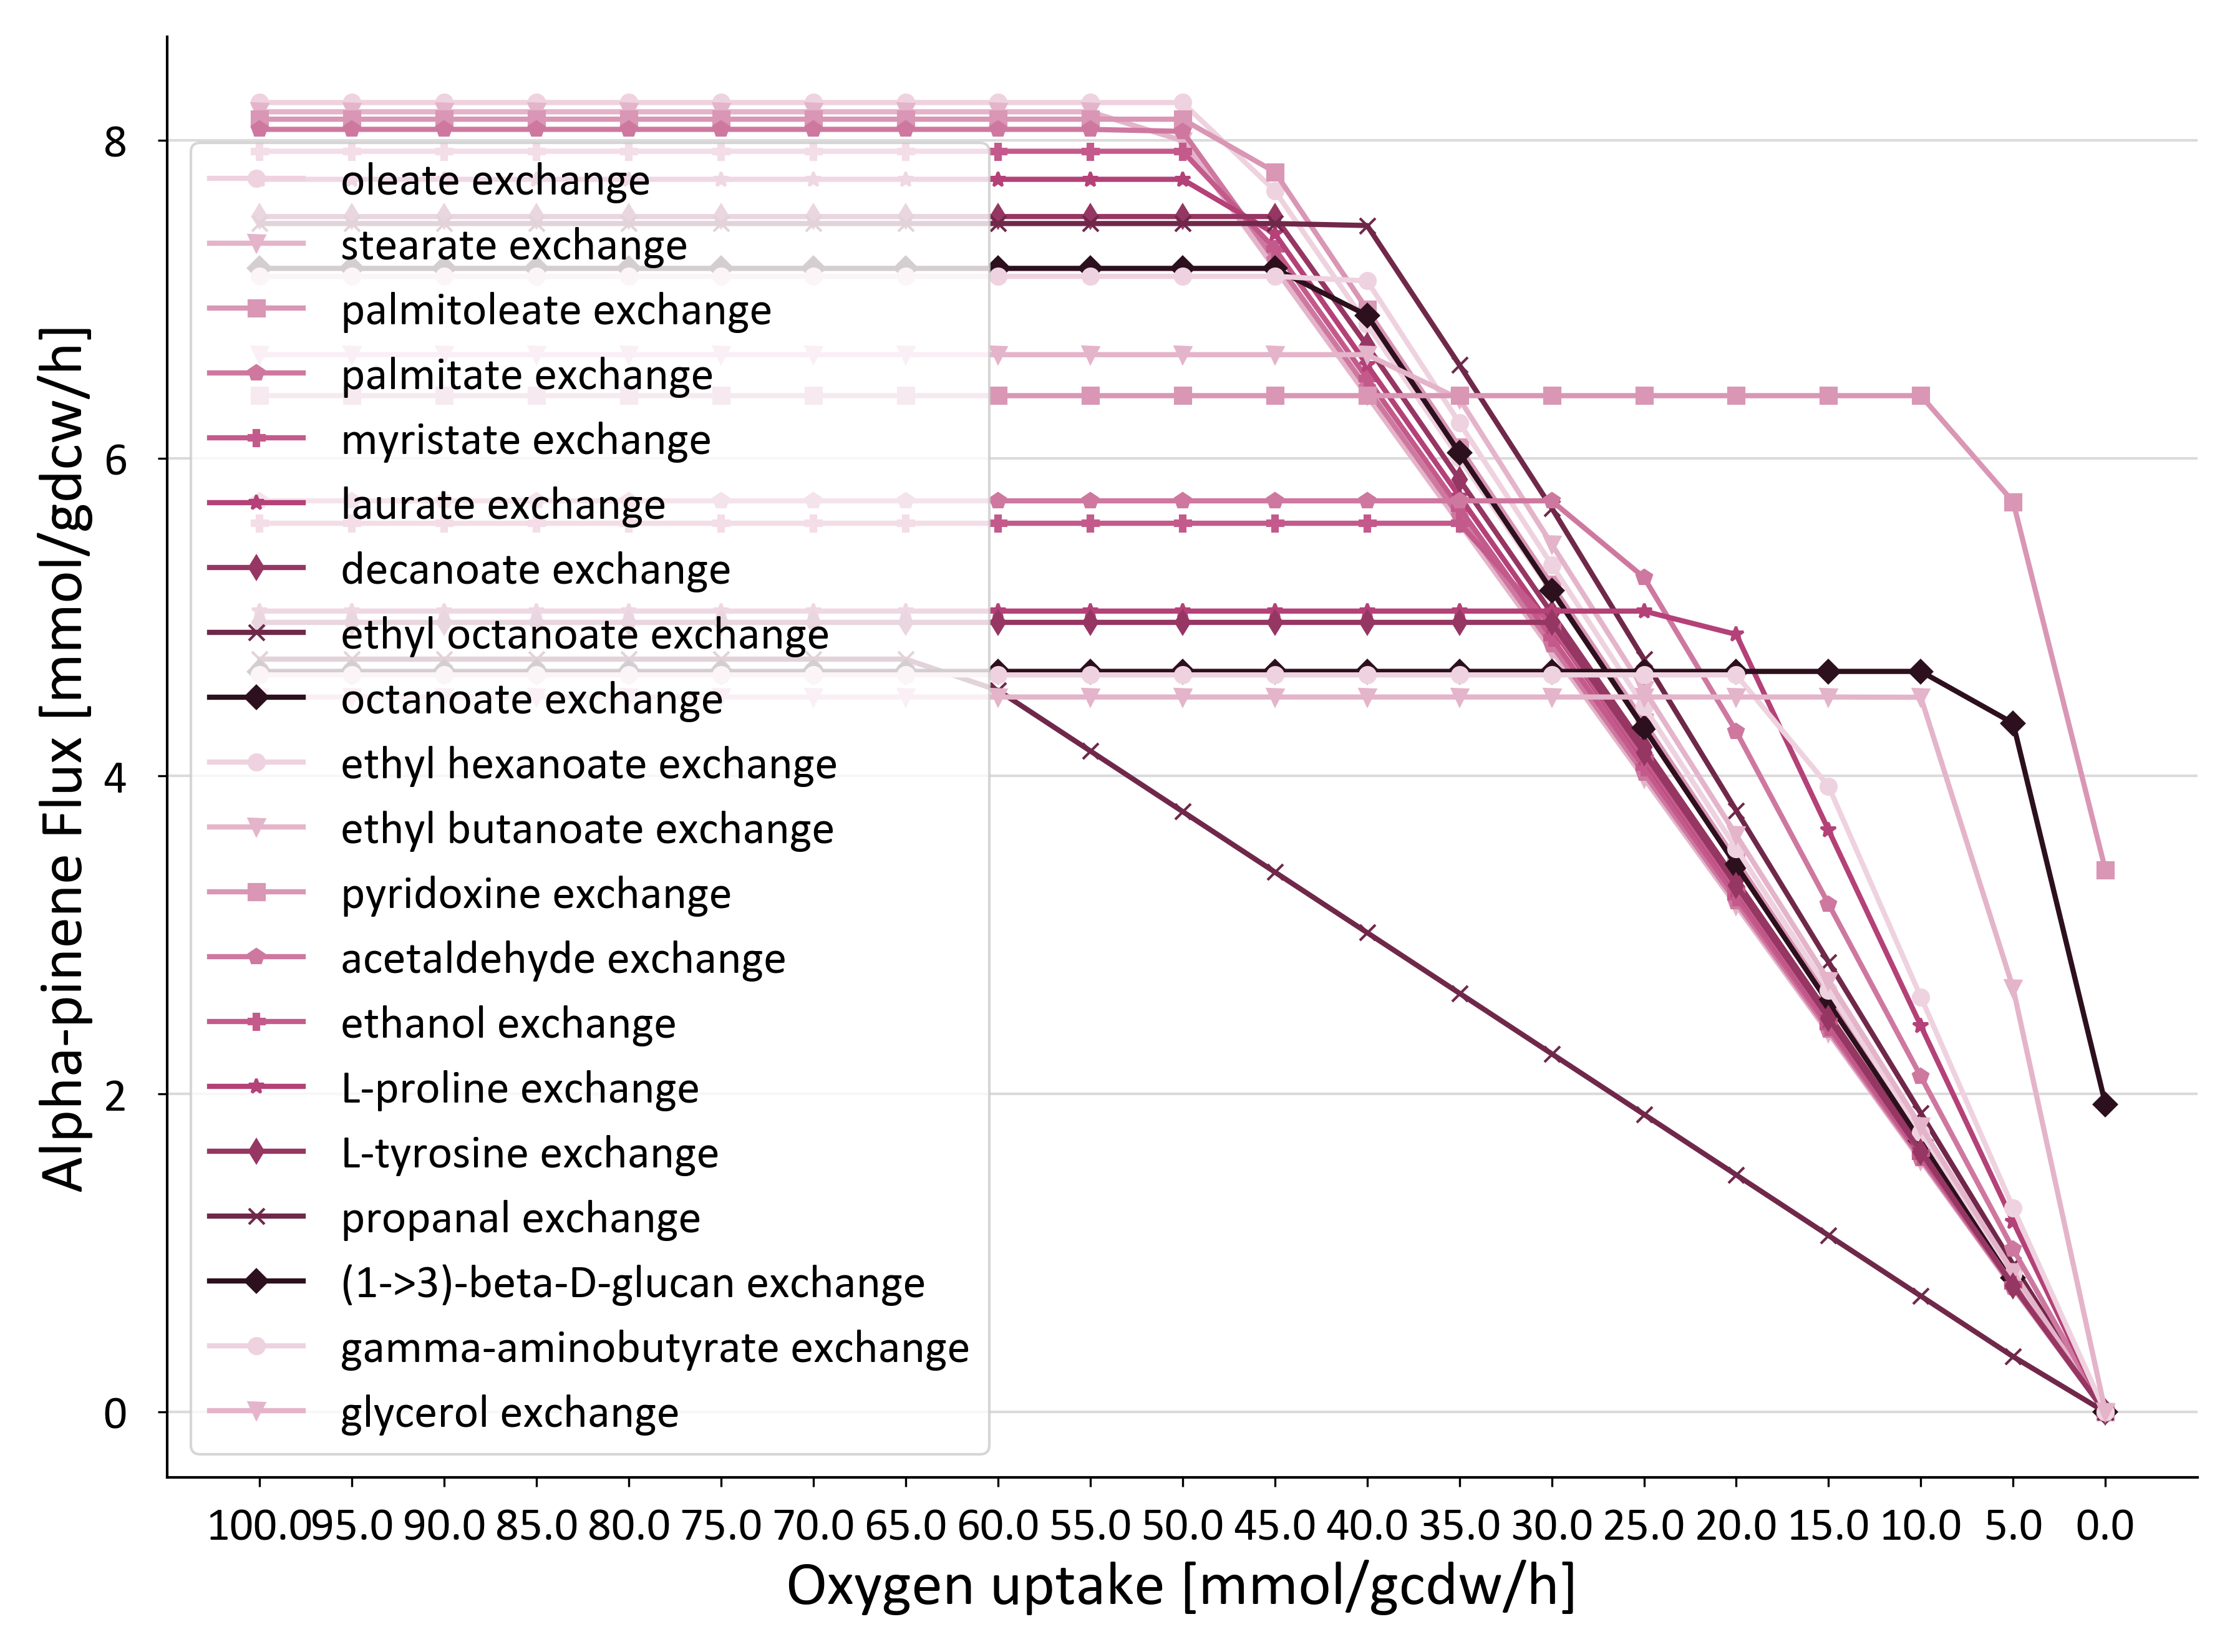 Alpha-pinene Flux [mmol/gdcw/h]
8
6
4
2
0
oleate exchange
stearate exchange
palmitoleate exchange
palmitate exchange
myristate exchange
laurate exchange
decanoate exchange
ethyl octanoate exchange
octanoate exchange
ethyl hexanoate exchange
ethyl butanoate exchange
pyridoxine exchange
acetaldehyde exchange
ethanol exchange
L-proline exchange
L-tyrosine exchange
propanal exchange
(1->3)-beta-D-glucan exchange
gamma-aminobutyrate exchange
glycerol exchange
100.0 95.0 90.0 85.0 80.0 75.0 70.0 65.0 60.0 55.0 50.0 45.0 40.0 35.0 30.0 25.0 20.0 15.0 10.0 5.0 0.0
Oxygen uptake [mmol/gcdw/h]